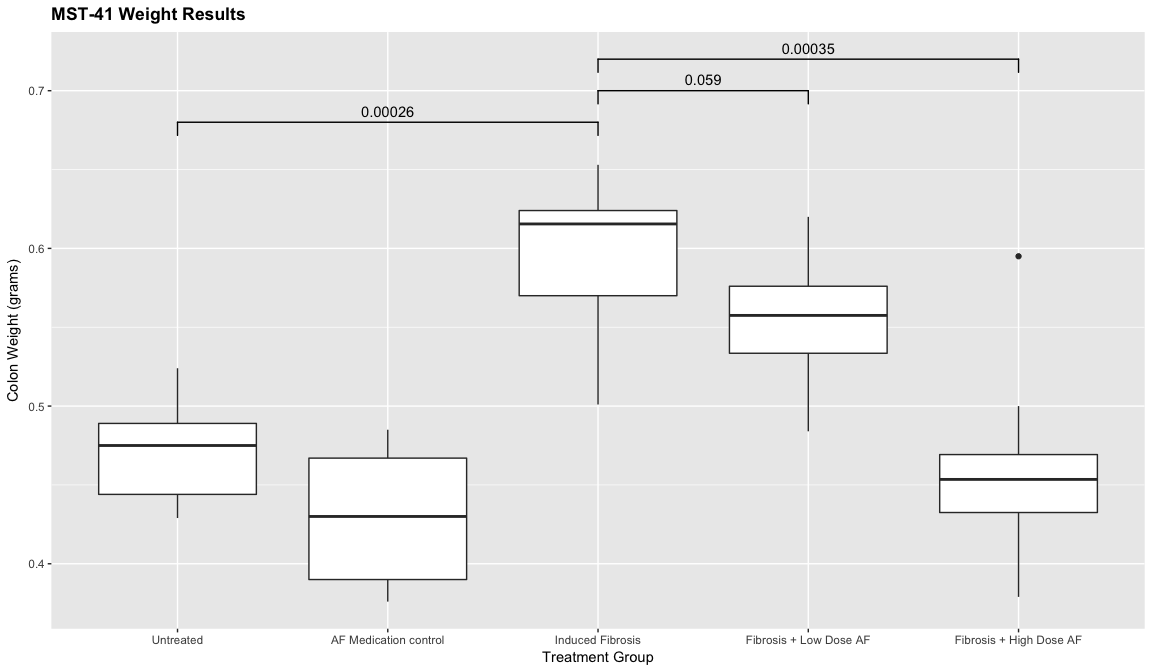 MST-41 Weight Results
0.00035
0.059
0.00026
0.7
0.6
0.5
0.4
Colon Weight (grams)
Untreated AF Medication control Induced Fibrosis Fibrosis + Low Dose AF Fibrosis + High Dose AF
Treatment Group